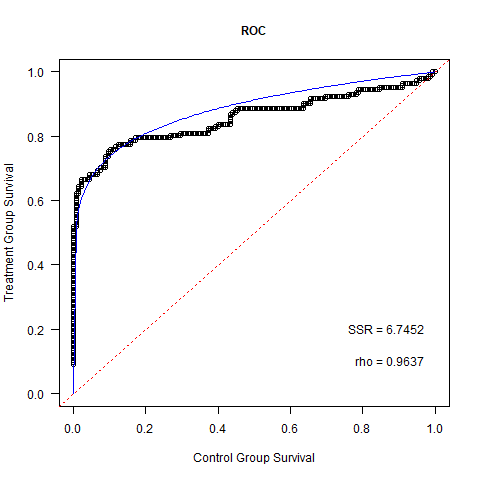 ROC
1.0
0.8
0.6
0.4
0.2
0.0
Treatment Group Survival
SSR = 6.7452
rho = 0.9637
0.0 0.2 0.4 0.6 0.8 1.0
Control Group Survival